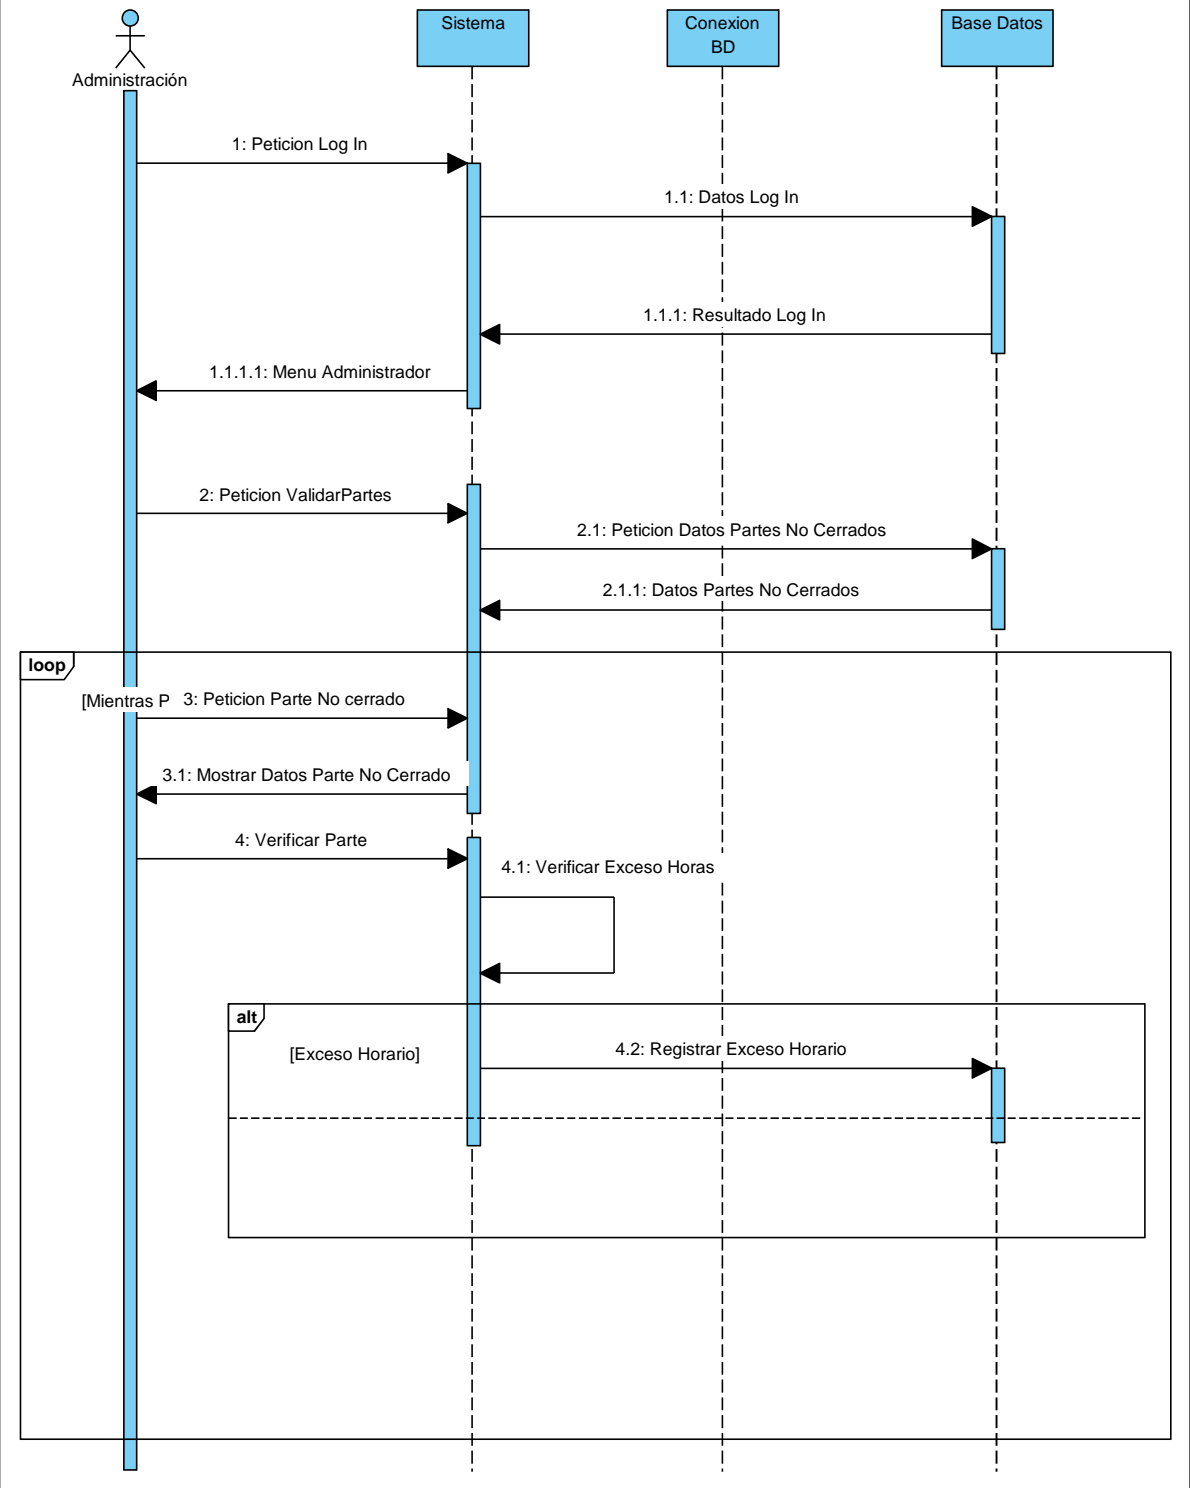 Administración
Sistema
Conexion
BD
Base Datos
1: Peticion Log In
1.1: Datos Log In
1.1.1: Resultado Log In
1.1.1.1: Menu Administrador
2: Peticion ValidarPartes
2.1: Peticion Datos Partes No Cerrados
2.1.1: Datos Partes No Cerrados
loop
[Mientras P
3: Peticion Parte No cerrado
3.1: Mostrar Datos Parte No Cerrado
4: Verificar Parte
4.1: Verificar Exceso Horas
alt
[Exceso Horario]
4.2: Registrar Exceso Horario